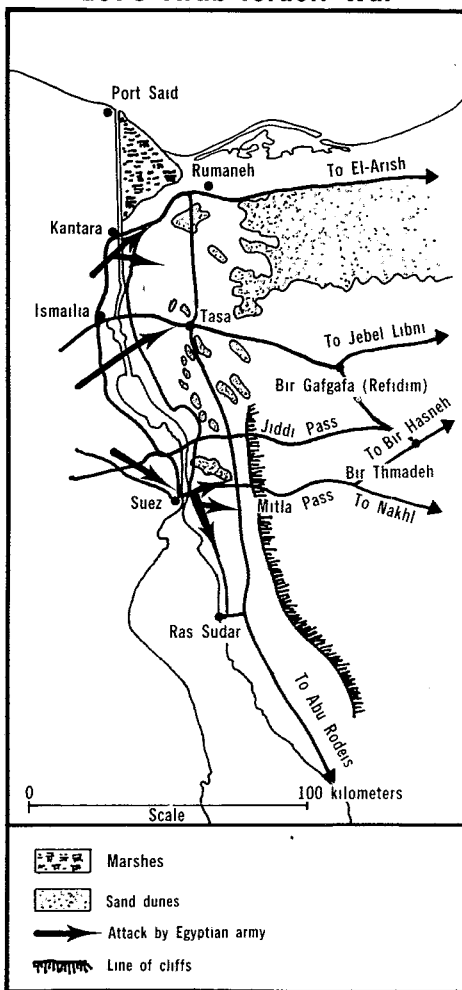 Port Said
Rumaneh
To El-Arish
Kantara
Ismailia
Tasa
To Jebel Libni
Bir Gafgafa (Refidim)
Jiddi Pass
To Bir Hasneh
Bir Thmadeh
Suez
Mitla Pass
To Nakhl
Ras Sudar
To Abu Rodeis
0
100 kilometers
Scale
Marshes
Sand dunes
Attack by Egyptian army
Line of cliffs